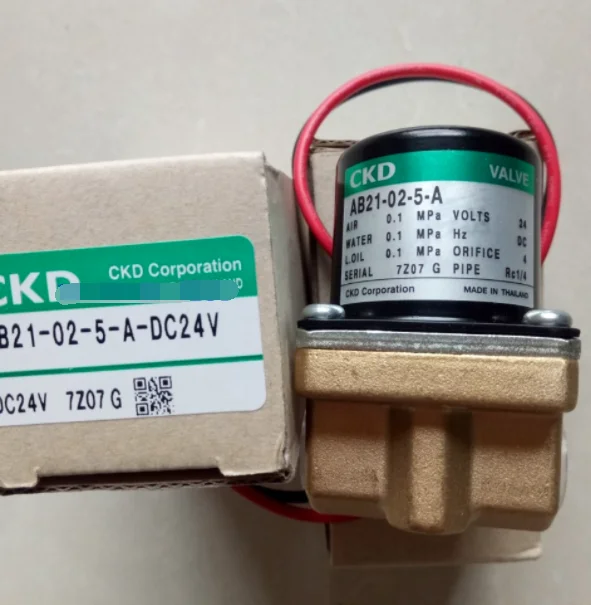 CKD
CKD Corporation
B21-02-5-A-DC24V
DC24V 7Z07 G
CKD VALVE
AB21-02-5-A
AIR 0.1 MPa VOLTS 24
WATER 0.1 MPa Hz DC
L.OIL 0.1 MPa ORIFICE 4
SERIAL 7Z07 G PIPE Rc1/4
CKD Corporation MADE IN THAILAND